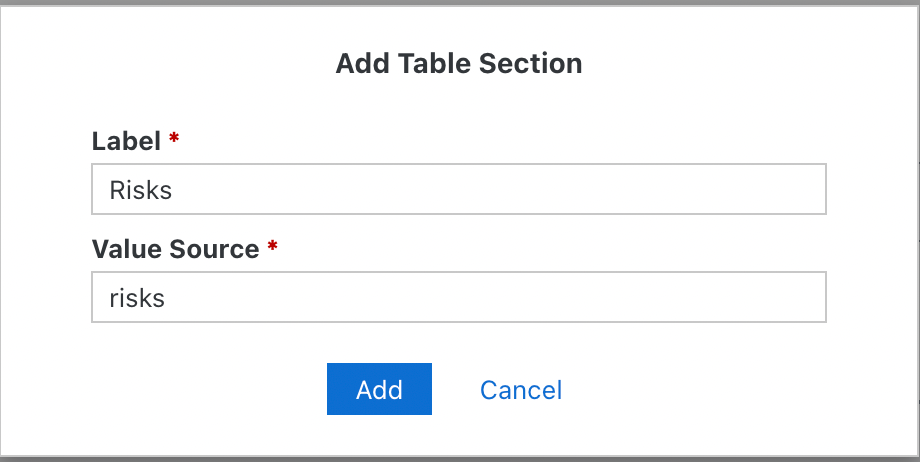 Add Table Section
Label *
Risks
Value Source *
risks
Add Cancel